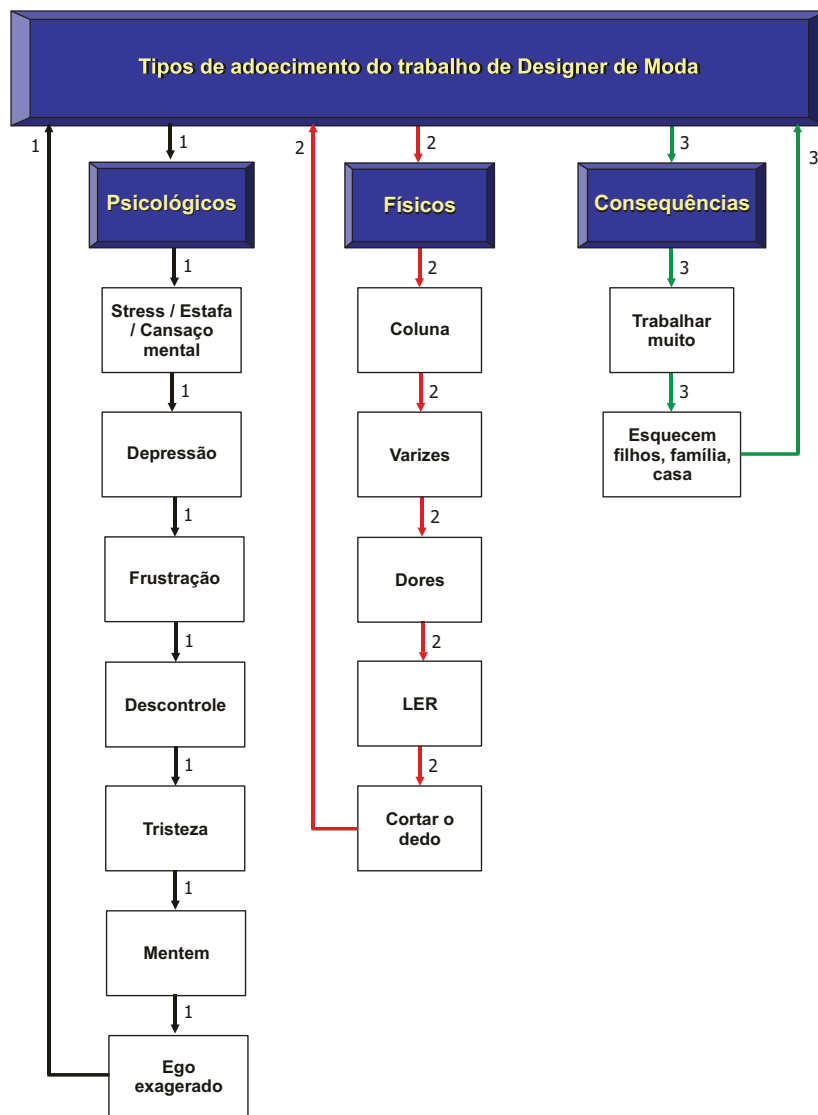 Tipos de adoecimento do trabalho de Designer de Moda
1
1
2
2
3
3
Psicológicos
Físicos
Consequências
1
2
3
Stress / Estafa
/ Cansaço
mental
Coluna
Trabalhar
muito
1
2
3
Depressão
Varizes
Esquecem
filhos, família,
casa
1
2
Frustração
Dores
1
2
Descontrole
LER
1
2
Tristeza
Cortar o
dedo
1
Mentem
1
Ego
exagerado